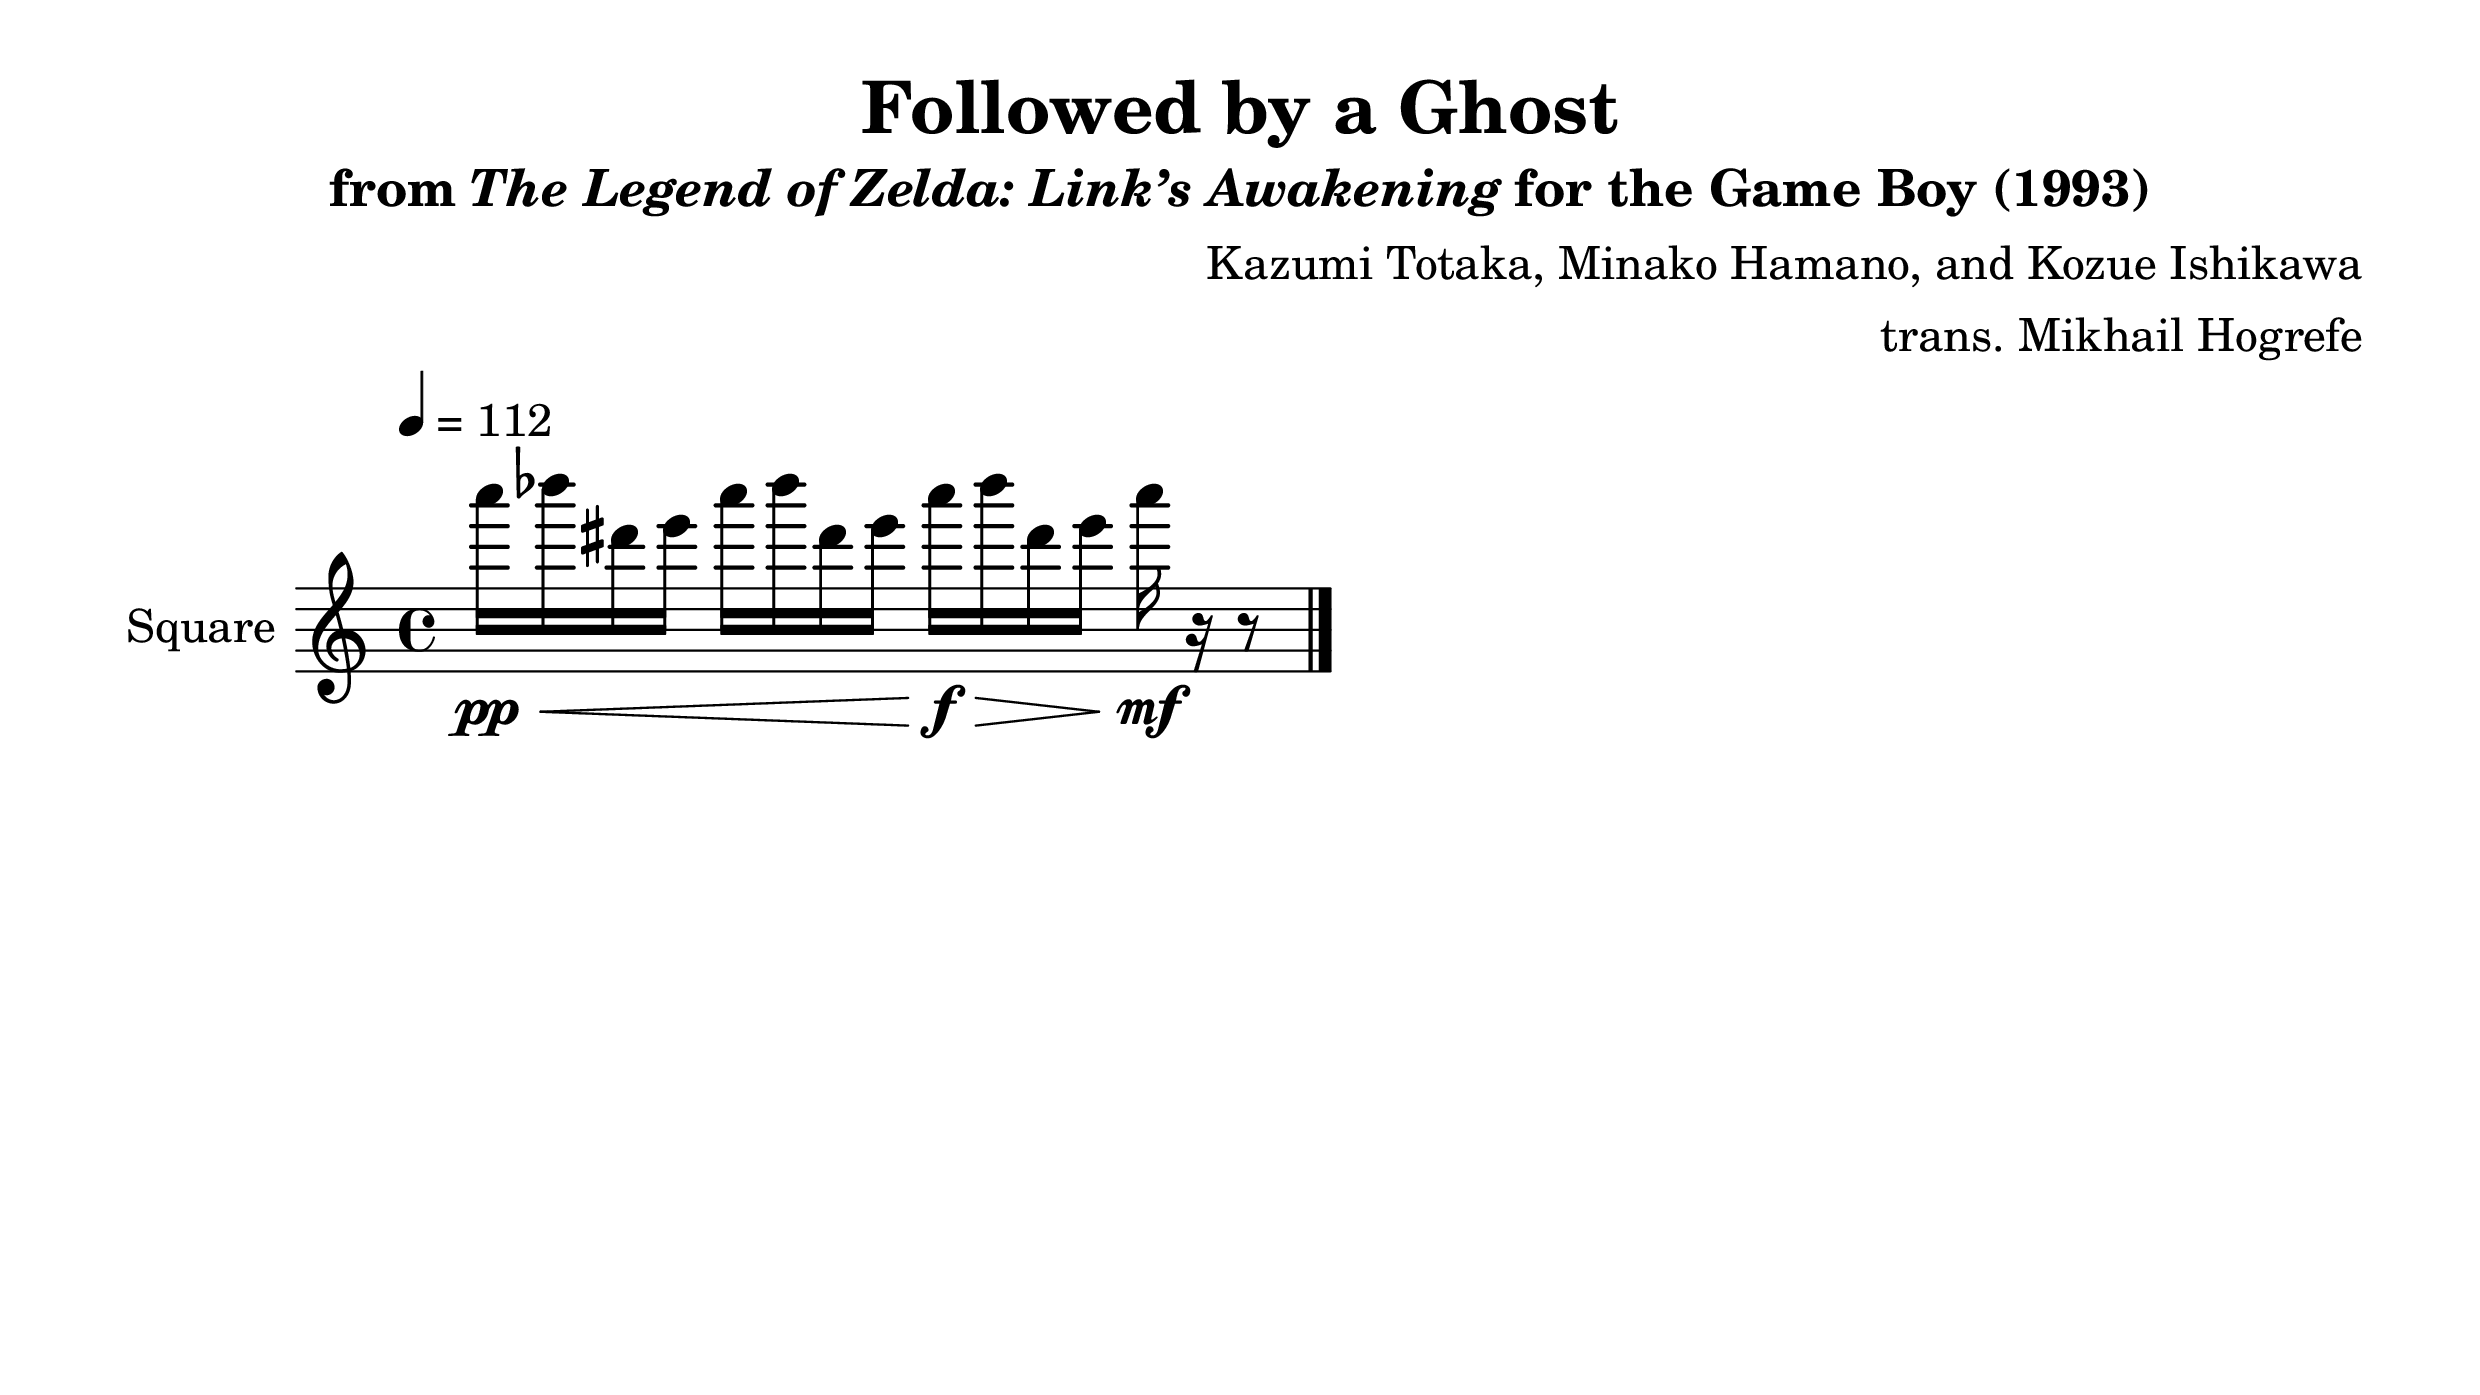 Followed by a Ghost
from The Legend of Zelda: Link’s Awakening for the Game Boy (1993)
Kazumi Totaka, Minako Hamano, and Kozue Ishikawa
trans. Mikhail Hogrefe
= 112
Square
pp f mf